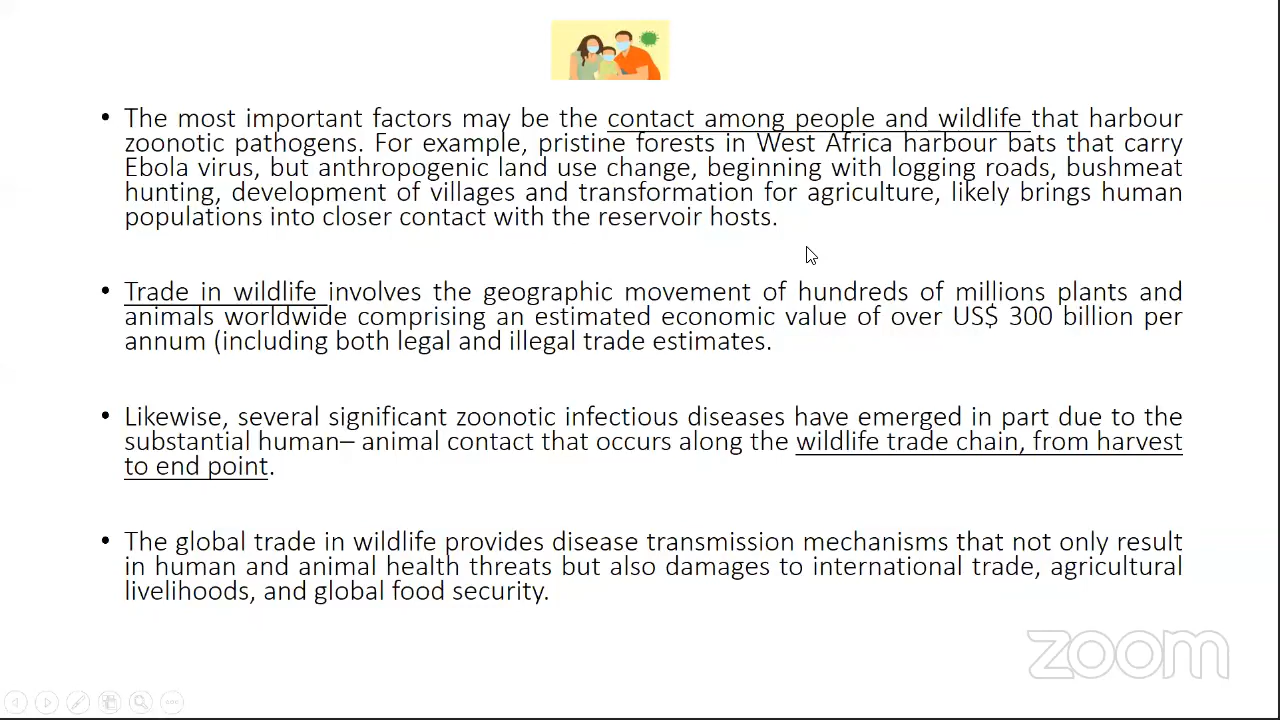 • The most important factors may be the contact among people and wildlife that harbour
zoonotic pathogens. For example, pristine forests in West Africa harbour bats that carry
Ebola virus, but anthropogenic land use change, beginning with logging roads, bushmeat
hunting, development of villages and transformation for agriculture, likely brings human
populations into closer contact with the reservoir hosts.
• Trade in wildlife involves the geographic movement of hundreds of millions plants and
animals worldwide comprising an estimated economic value of over US$ 300 billion per
annum (including both legal and illegal trade estimates.
• Likewise, several significant zoonotic infectious diseases have emerged in part due to the
substantial human– animal contact that occurs along the wildlife trade chain, from harvest
to end point.
• The global trade in wildlife provides disease transmission mechanisms that not only result
in human and animal health threats but also damages to international trade, agricultural
livelihoods, and global food security.
zoom